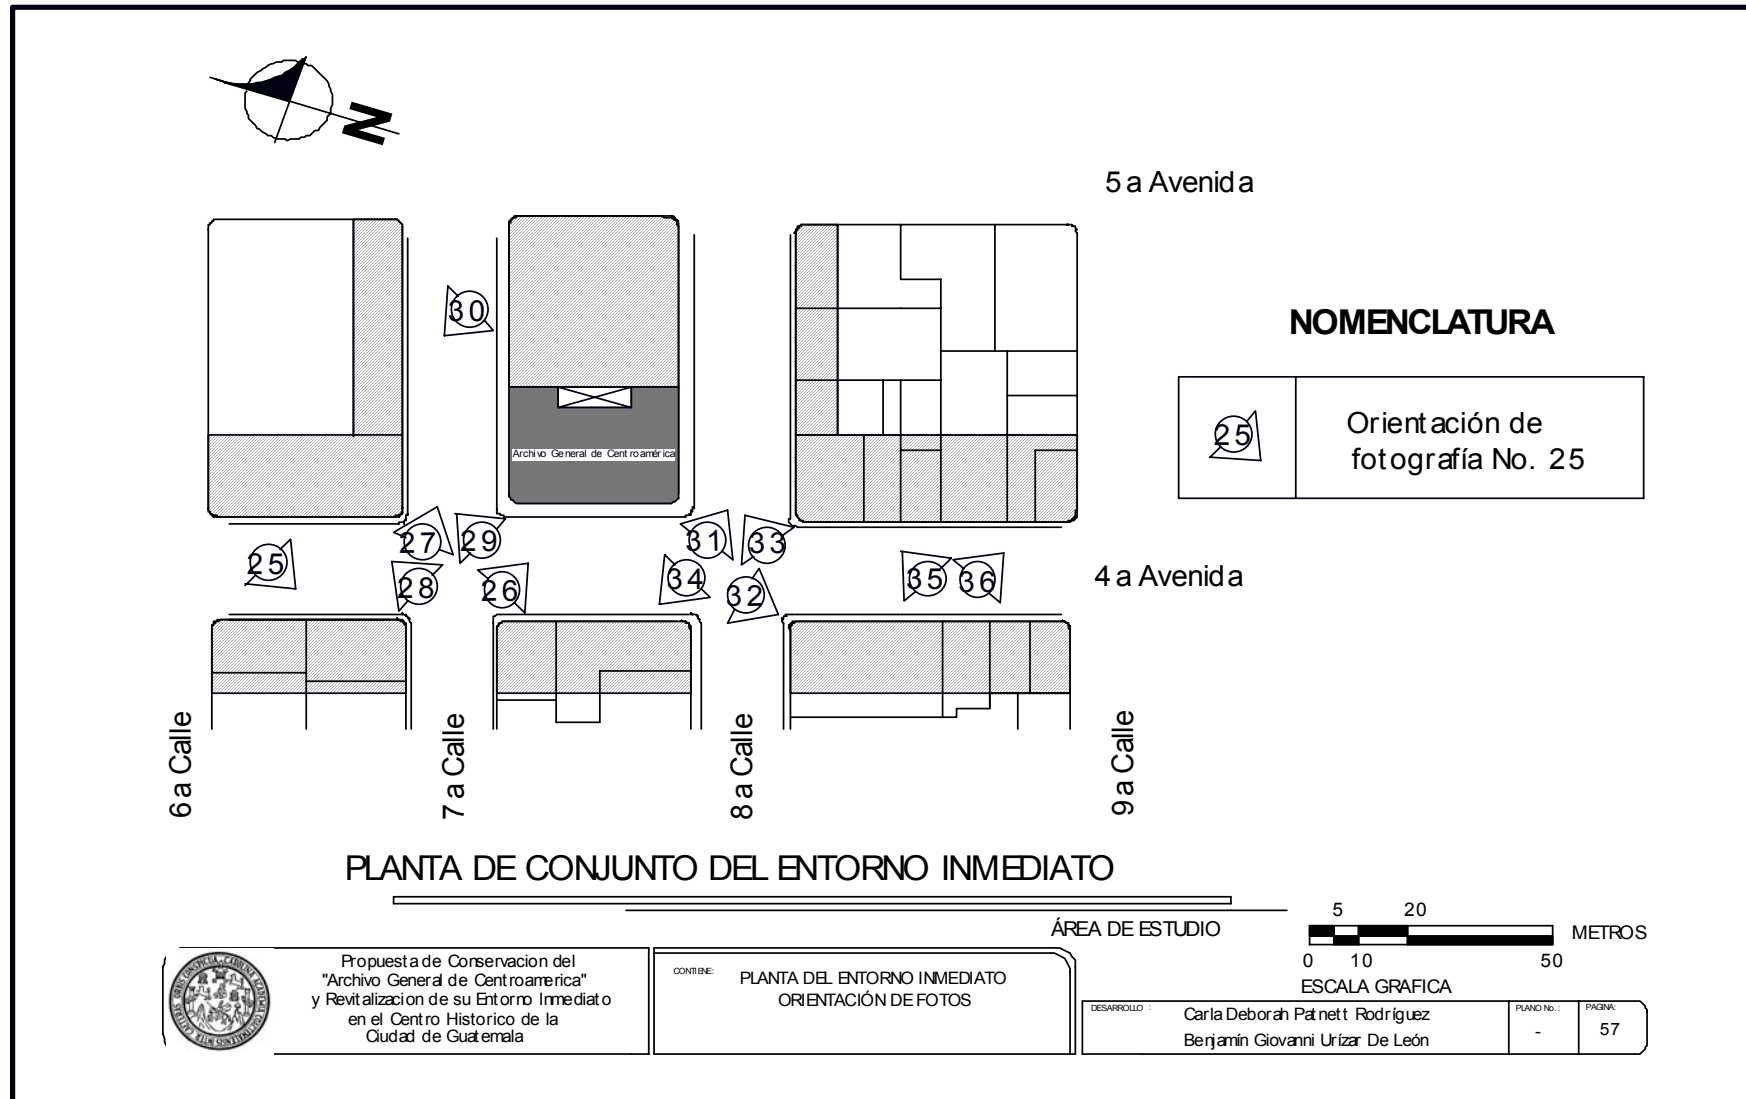 N
5a Avenida
30
NOMENCLATURA
25
Orientación de
fotografía No. 25
Archivo General de Centroamérica
27
29
31
33
25
28
26
34
32
35
36
4a Avenida
6a Calle
7a Calle
8a Calle
9a Calle
PLANTA DE CONJUNTO DEL ENTORNO INMEDIATO
ÁREA DE ESTUDIO
5 20
METROS
0 10 50
ESCALA GRAFICA
Propuesta de Conservacion del
"Archivo General de Centroamerica"
y Revitalizacion de su Entorno Inmediato
en el Centro Historico de la
Ciudad de Guatemala
CONTIENE:
PLANTA DEL ENTORNO INMEDIATO
ORIENTACIÓN DE FOTOS
DESARROLLO :
Carla Deborah Patnett Rodríguez
Benjamín Giovanni Urízar De León
PLANO No.:
-
PAGINA:
57